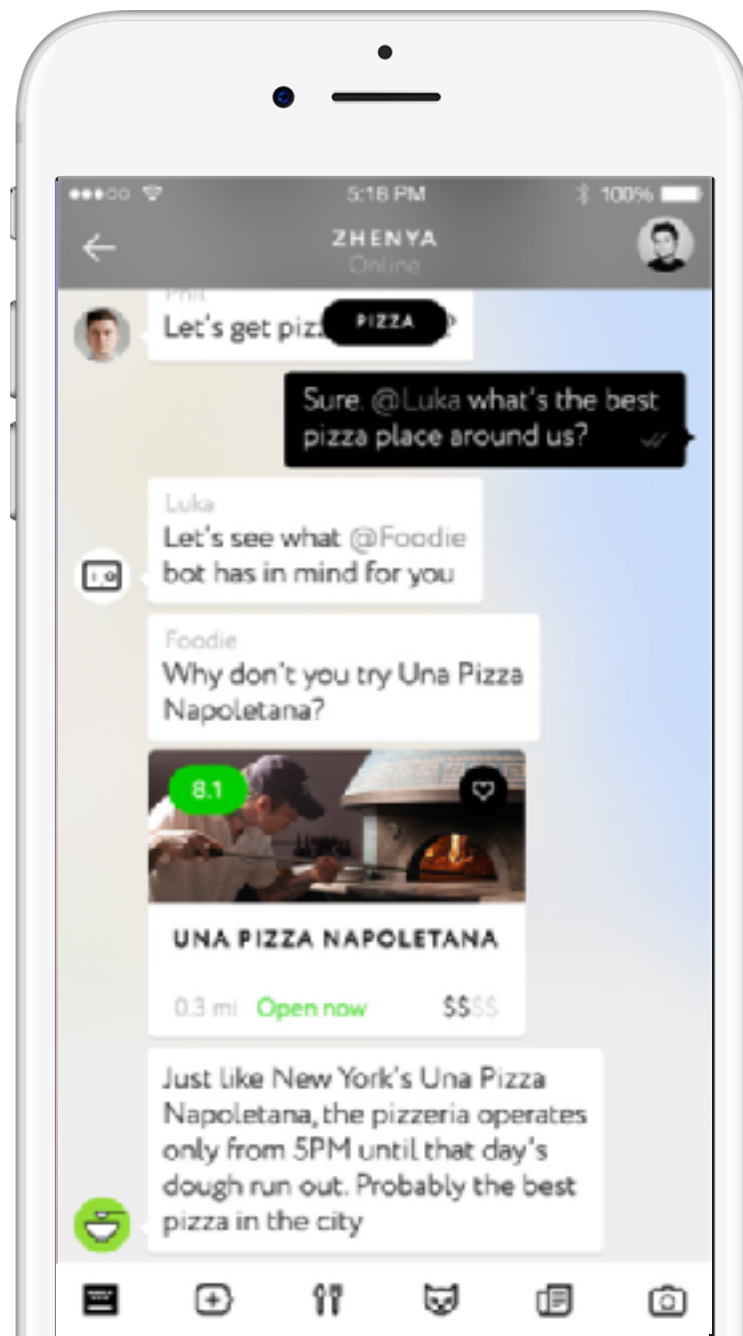 5:18 PM
100%
ZHENYA
Online
Phil
Let's get piz
PIZZA
?
Sure. @Luka what's the best
pizza place around us?
Luka
Let's see what @Foodie
bot has in mind for you
Foodie
Why don't you try Una Pizza
Napoletana?
8.1
UNA PIZZA NAPOLETANA
0.3 mi Open now $$$$
Just like New York's Una Pizza
Napoletana, the pizzeria operates
only from 5PM until that day's
dough run out. Probably the best
pizza in the city